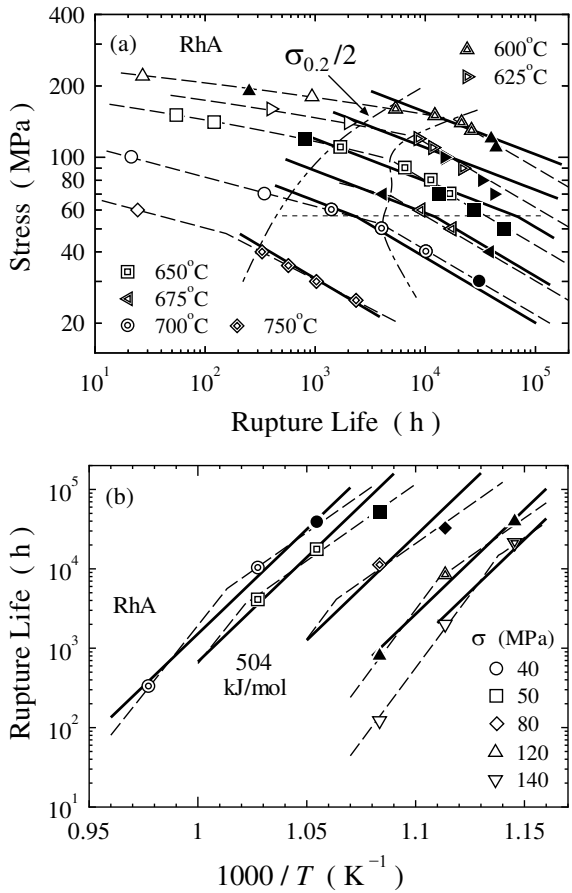 400
(a)
RhA
σ0.2/2
600°C
625°C
200
100
80
60
40
20
Stress ( MPa )
650°C
675°C
700°C
750°C
10^1
10^2
10^3
10^4
10^5
Rupture Life ( h )
10^5
(b)
10^4
10^3
10^2
10^1
Rupture Life ( h )
RhA
504
kJ/mol
σ (MPa)
40
50
80
120
140
0.95
1
1.05
1.1
1.15
1000 / T ( K^−1 )